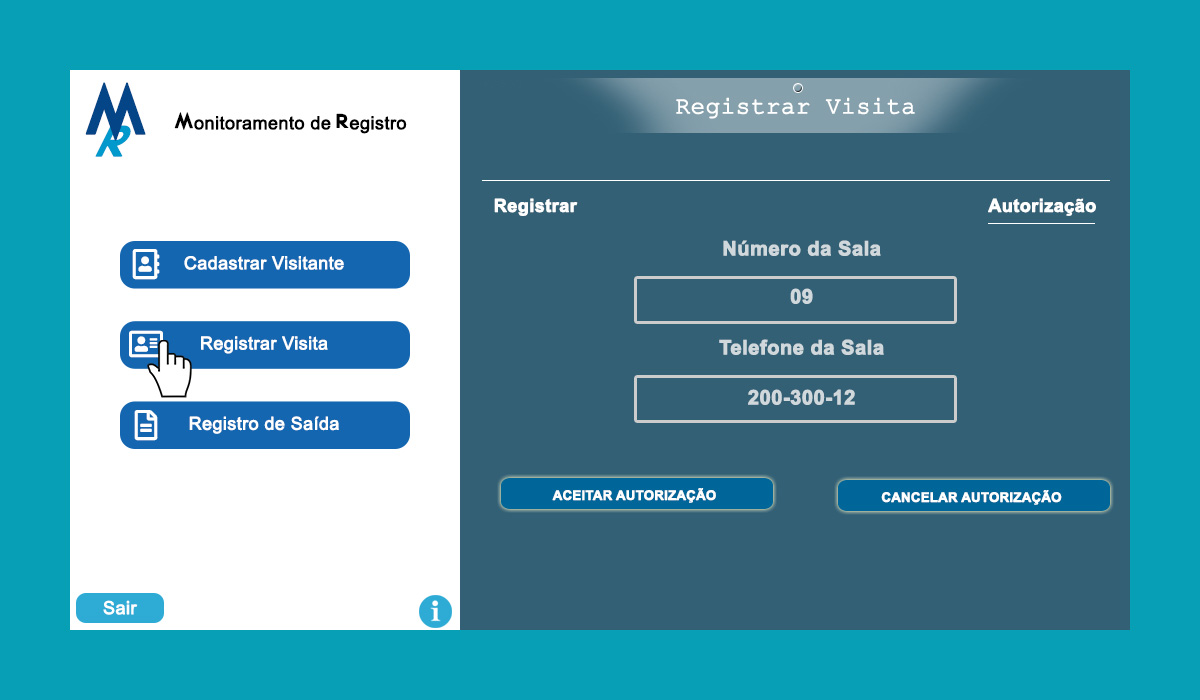 MR
Monitoramento de Registro
Cadastrar Visitante
Registrar Visita
Registro de Saída
Sair
i
Registrar Visita
Registrar
Autorização
Número da Sala
09
Telefone da Sala
200-300-12
ACEITAR AUTORIZAÇÃO
CANCELAR AUTORIZAÇÃO